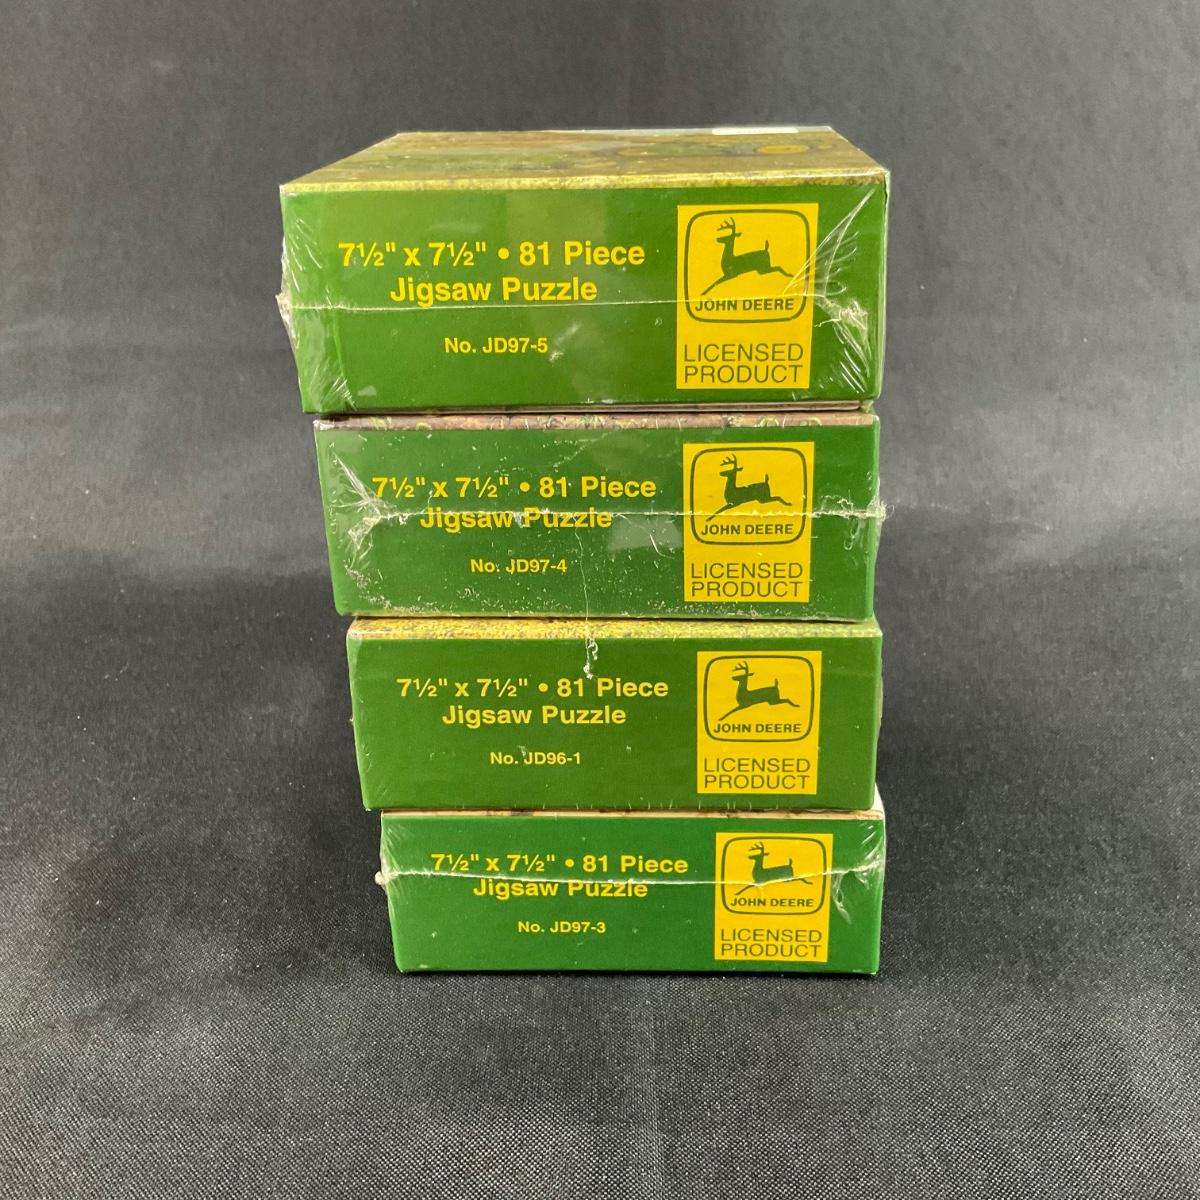 7½" x 7½" • 81 Piece
Jigsaw Puzzle
No. JD97-5
JOHN DEERE
LICENSED
PRODUCT
7½" x 7½" • 81 Piece
Jigsaw Puzzle
No. JD97-4
JOHN DEERE
LICENSED
PRODUCT
7½" x 7½" • 81 Piece
Jigsaw Puzzle
No. JD96-1
JOHN DEERE
LICENSED
PRODUCT
7½" x 7½" • 81 Piece
Jigsaw Puzzle
No. JD97-3
JOHN DEERE
LICENSED
PRODUCT